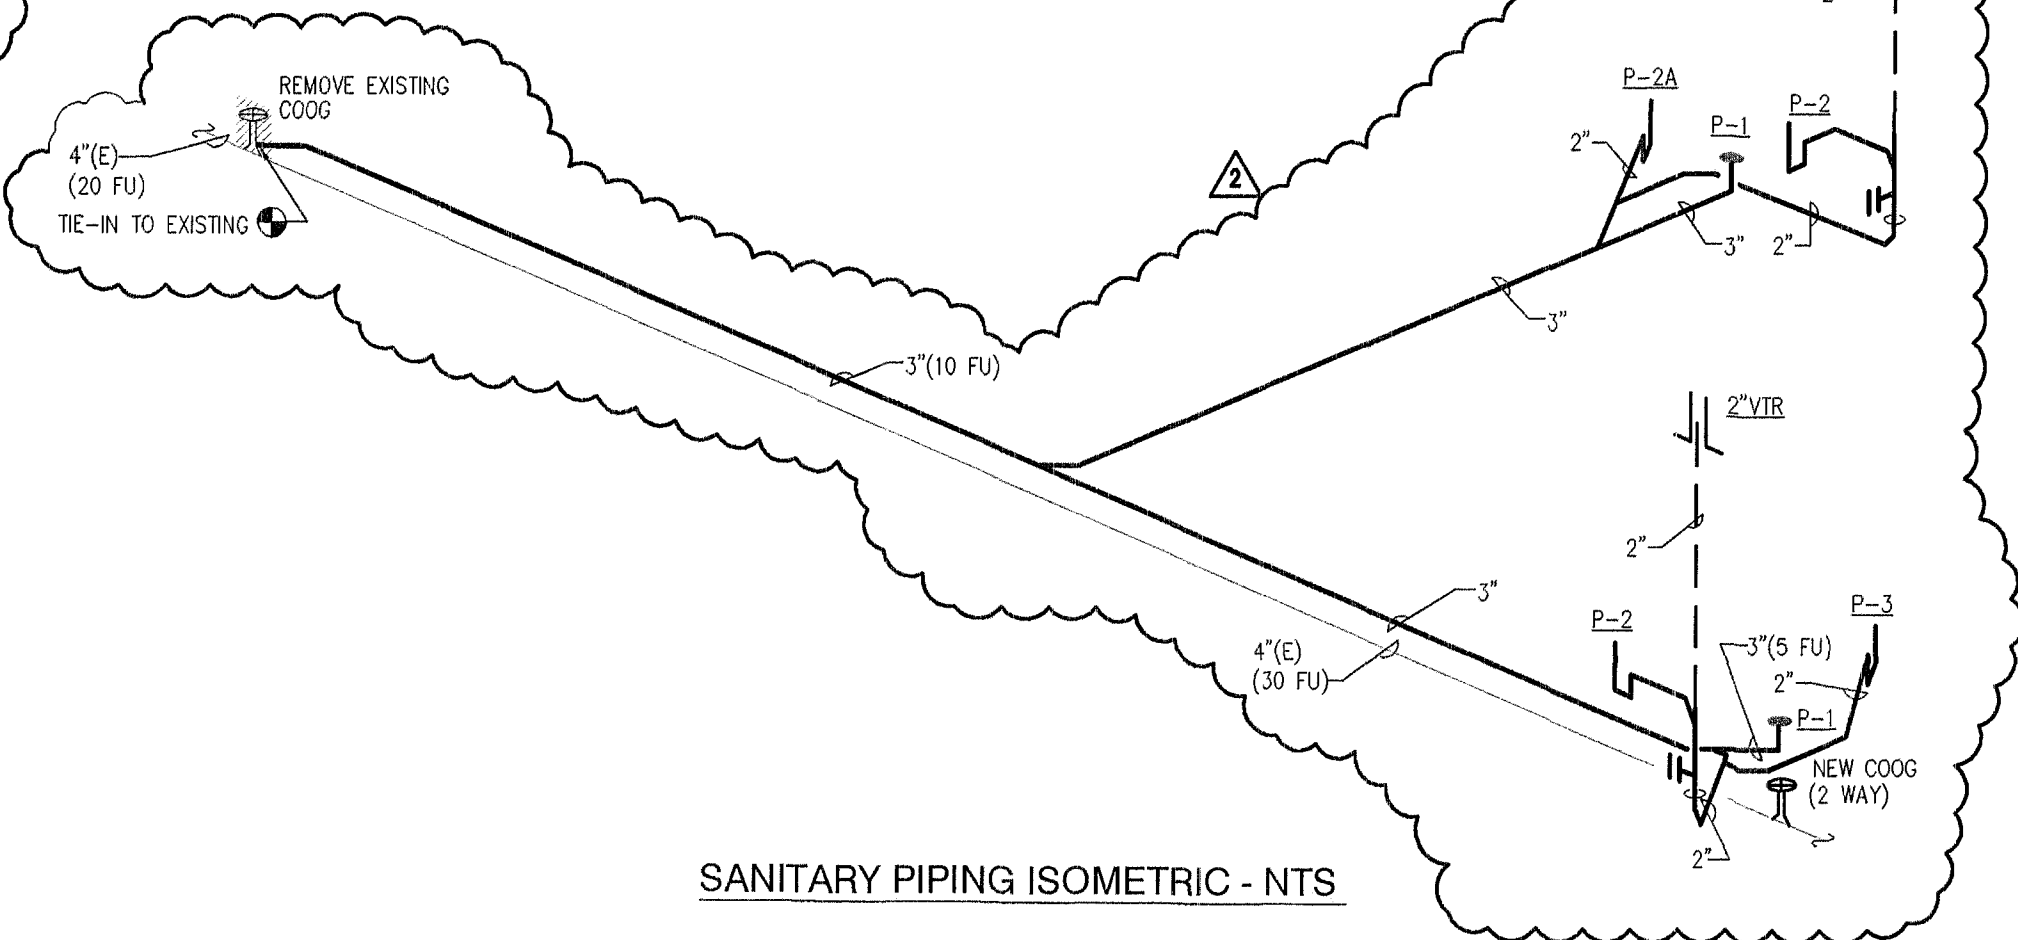 REMOVE EXISTING
COOG
4"(E)
(20 FU)
TIE-IN TO EXISTING
2
P-2A
P-2
P-1
2"
3"
2"
3"
3"(10 FU)
2"VTR
2"
3"
P-2
P-3
3"(5 FU)
4"(E)
(30 FU)
2"
P-1
NEW COOG
(2 WAY)
2"
SANITARY PIPING ISOMETRIC - NTS